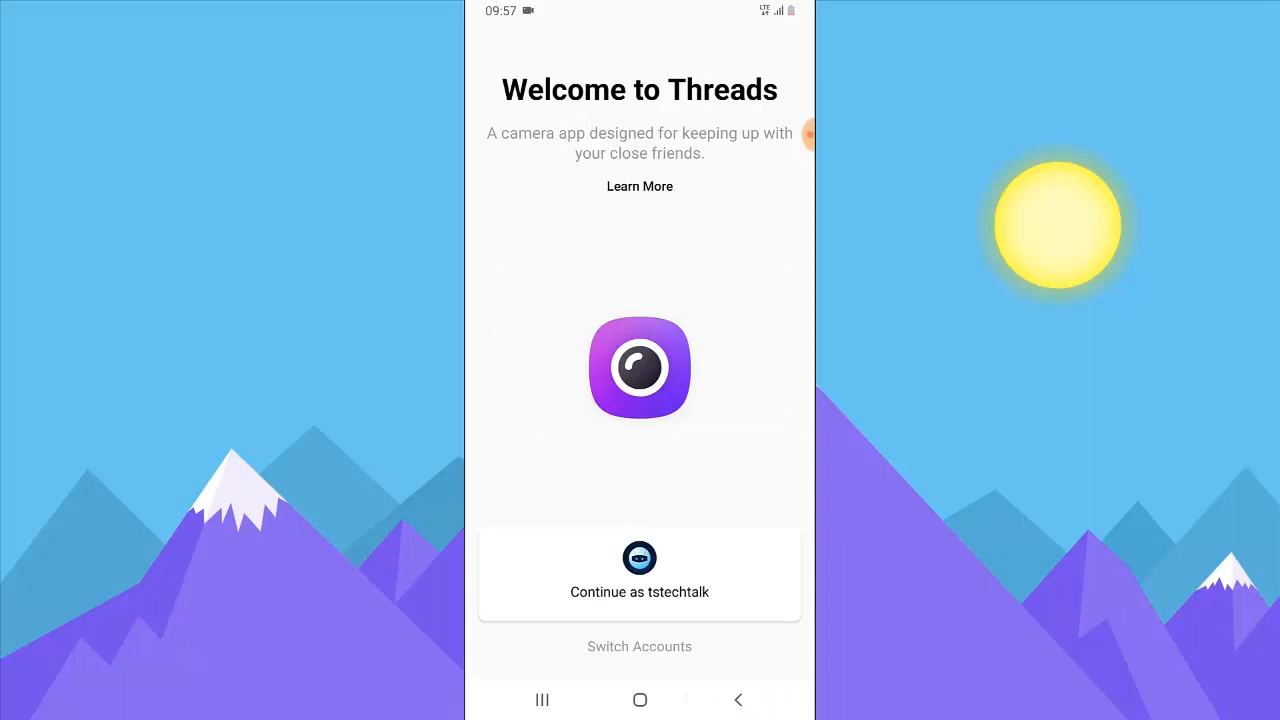 09:57
LTE
Welcome to Threads
A camera app designed for keeping up with
your close friends.
Learn More
Continue as tstechtalk
Switch Accounts